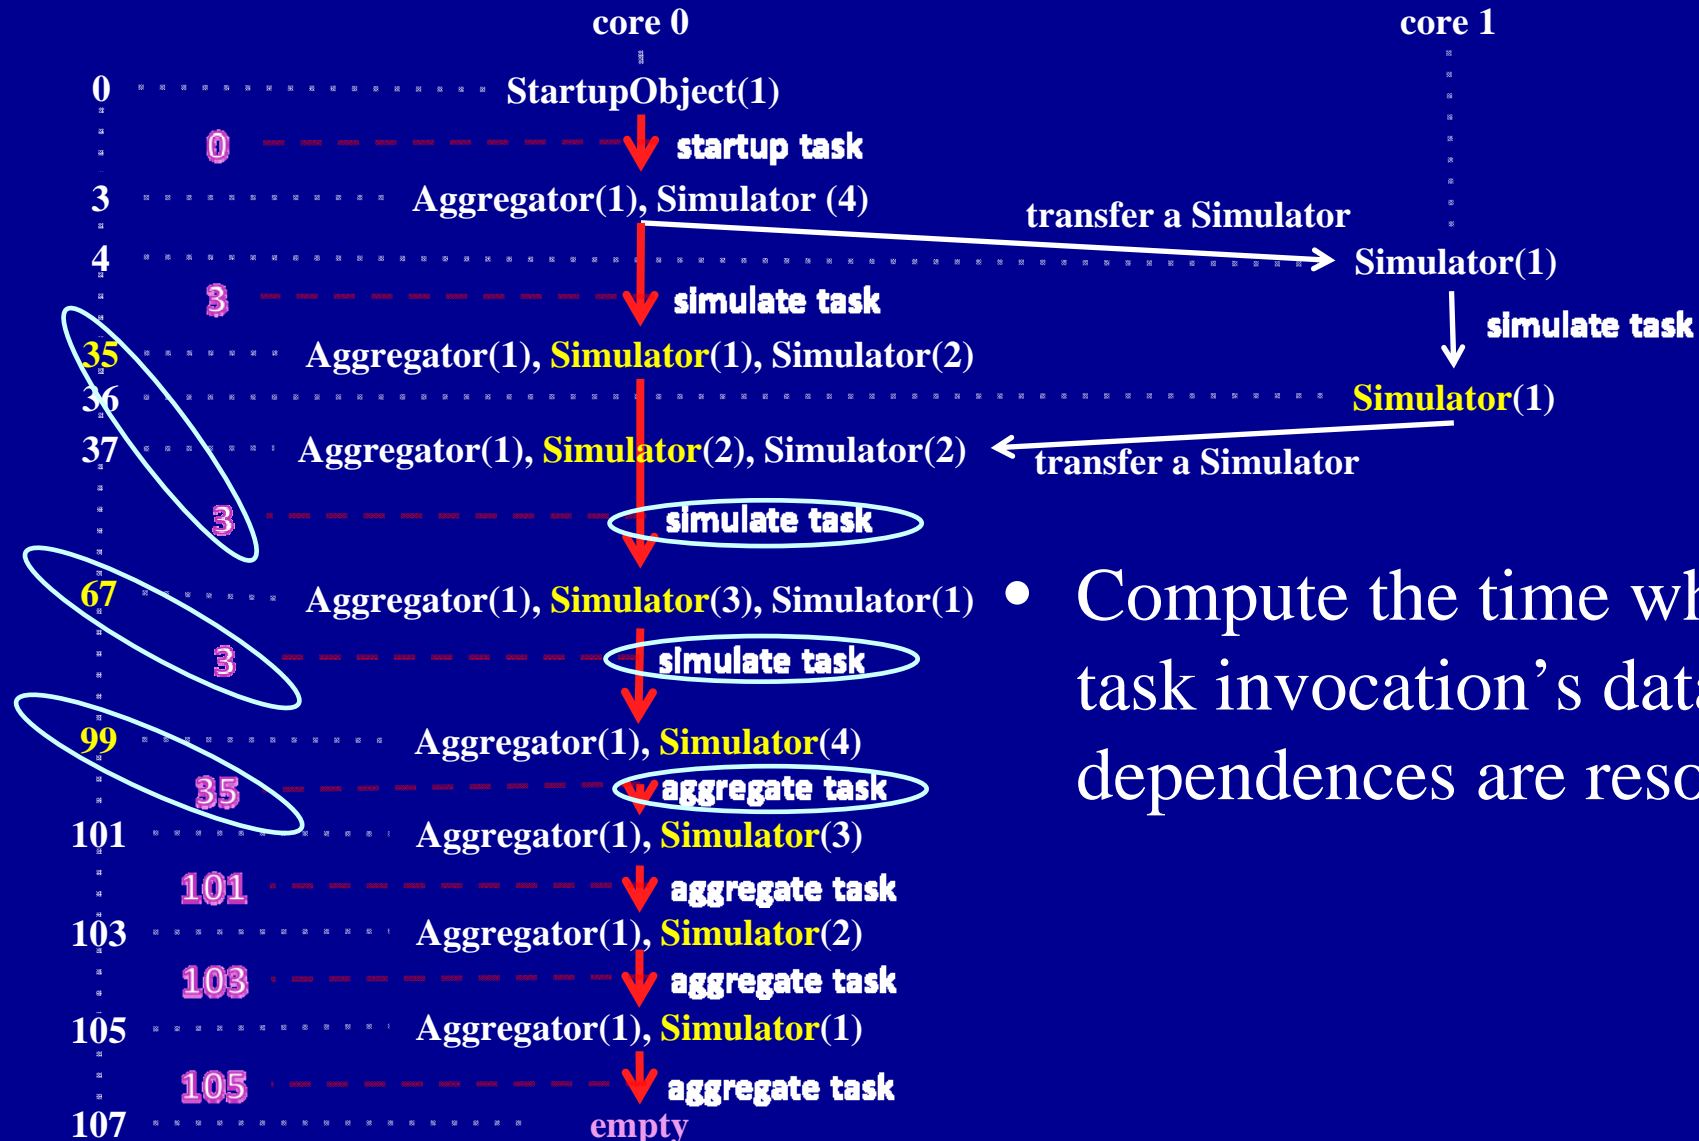 core 0
core 1
0
StartupObject(1)
0
startup task
3
Aggregator(1), Simulator (4)
transfer a Simulator
4
Simulator(1)
3
simulate task
simulate task
35
Aggregator(1), Simulator(1), Simulator(2)
36
Simulator(1)
37
Aggregator(1), Simulator(2), Simulator(2)
transfer a Simulator
3
simulate task
67
Aggregator(1), Simulator(3), Simulator(1)
3
simulate task
99
Aggregator(1), Simulator(4)
35
aggregate task
101
Aggregator(1), Simulator(3)
101
aggregate task
103
Aggregator(1), Simulator(2)
103
aggregate task
105
Aggregator(1), Simulator(1)
105
aggregate task
107
empty
• Compute the time
task invocation’s
dependences are